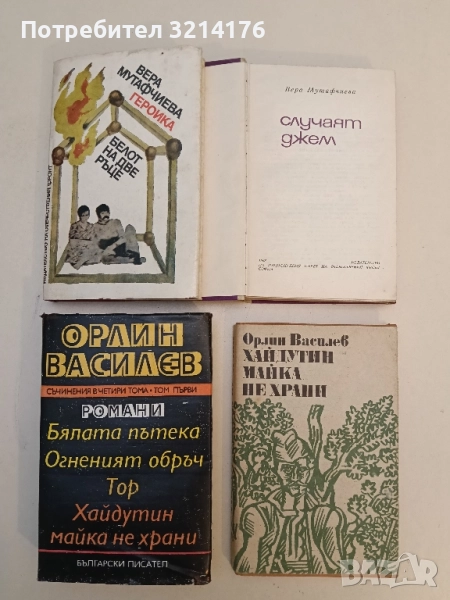 Потребител 3214176
ВЕРА
МУТАФЧИЕВА
ГЕРОИКА
БЕЛОТ
НА ДВЕ
РЪЦЕ
Вера Мутафчиева
случаят
джем
ОРЛИН
ВАСИЛЕВ
СЪЧИНЕНИЯ В ЧЕТИРИ ТОМА • ТОМ ПЪРВИ
РОМАНИ
Бялата пътека
Огненият обръч
Тор
Хайдутин
майка не храни
БЪЛГАРСКИ ПИСАТЕЛ
Орлин Василев
ХАЙДУТИН
МАЙКА
НЕ ХРАНИ
bazar